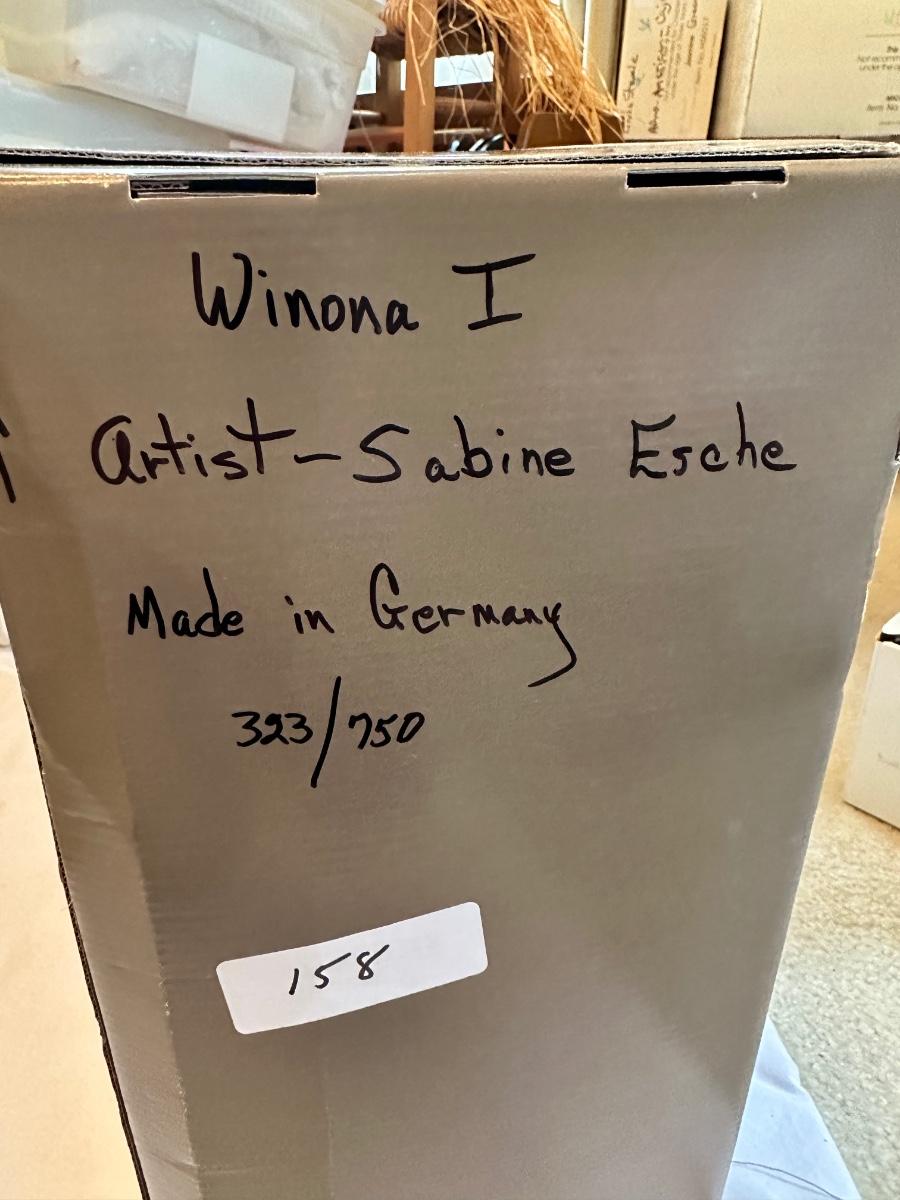 Winona I
Artist - Sabine Esche
Made in Germany
323/750
158